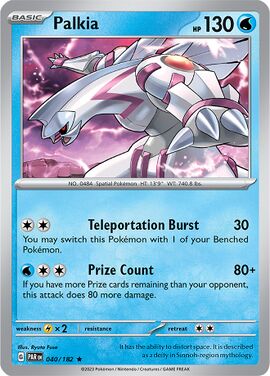 BASIC
Palkia
HP 130
NO. 0484 Spatial Pokémon HT: 13'9" WT: 740.8 lbs.
Teleportation Burst 30
You may switch this Pokémon with 1 of your Benched
Pokémon.
Prize Count 80+
If you have more Prize cards remaining than your opponent,
this attack does 80 more damage.
weakness ×2 resistance retreat
Illus. Ryota Fuse
G PAR EN 040/182 ★
It has the ability to distort space. It is described
as a deity in Sinnoh-region mythology.
©2023 Pokémon / Nintendo / Creatures / GAME FREAK